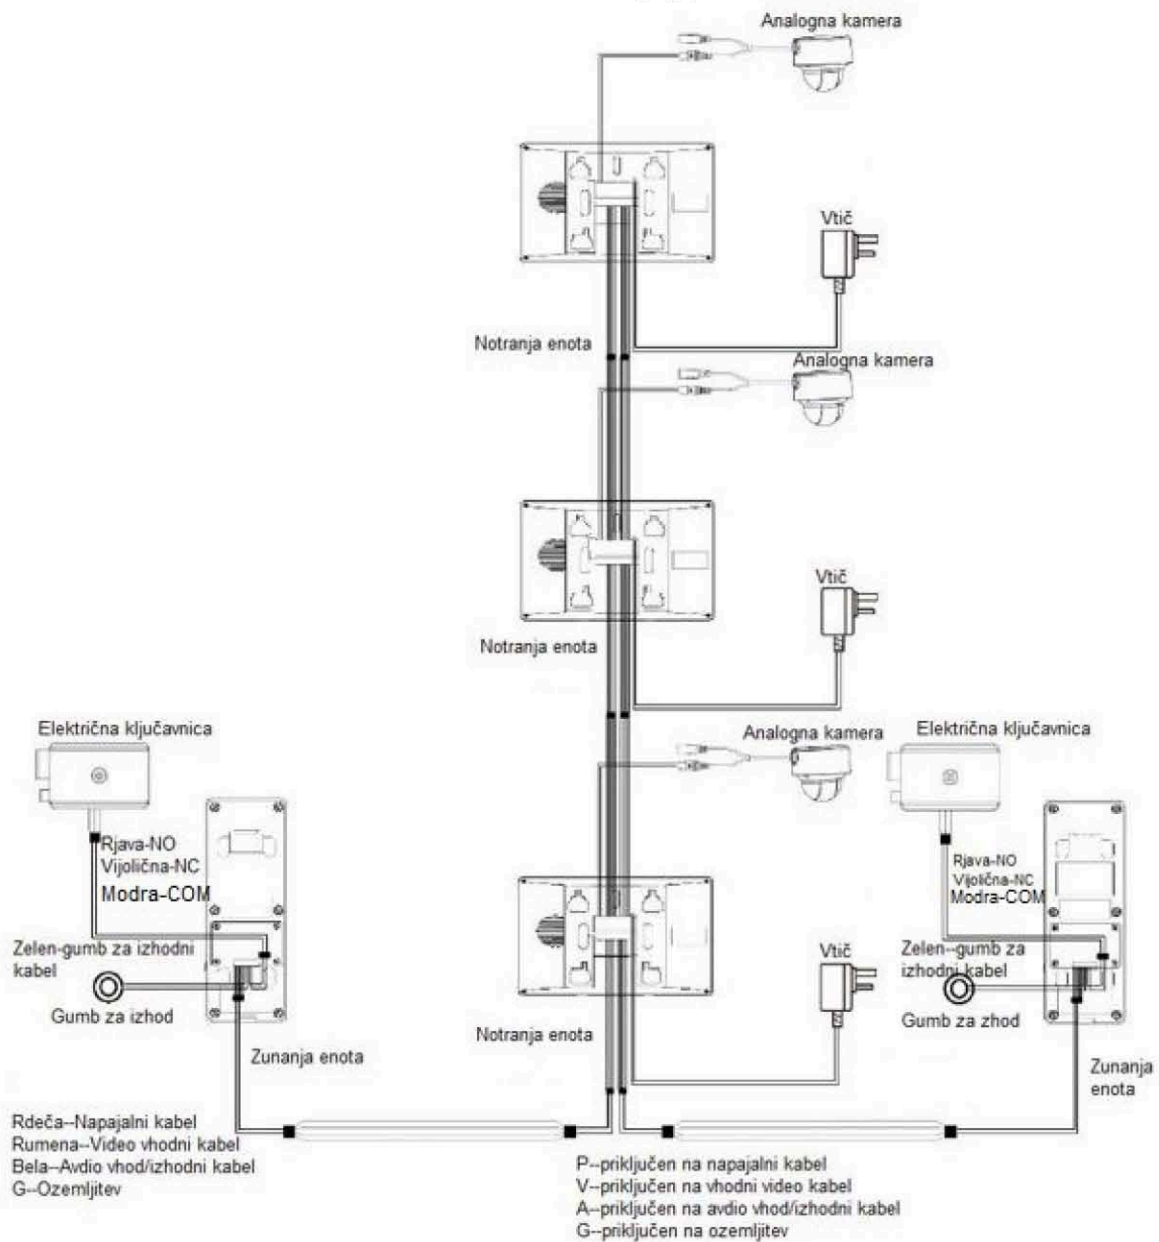 Analogna kamera
Vtič
Notranja enota
Analogna kamera
Vtič
Notranja enota
Električna ključavnica
Analogna kamera
Električna ključavnica
Rjava-NO
Vijolična-NC
Modra-COM
Rjava-NO
Vijolična-NC
Modra-COM
Zelen-gumb za izhodni
kabel
Vtič
Zelen--gumb za
izhodni kabel
Gumb za izhod
Gumb za zhod
Notranja enota
Zunanja enota
Zunanja
enota
Rdeča--Napajalni kabel
Rumena--Video vhodni kabel
Bela--Avdio vhod/izhodni kabel
G--Ozemljitev
P--priključen na napajalni kabel
V--priključen na vhodni video kabel
A--priključen na avdio vhod/izhodni kabel
G--priključen na ozemljitev